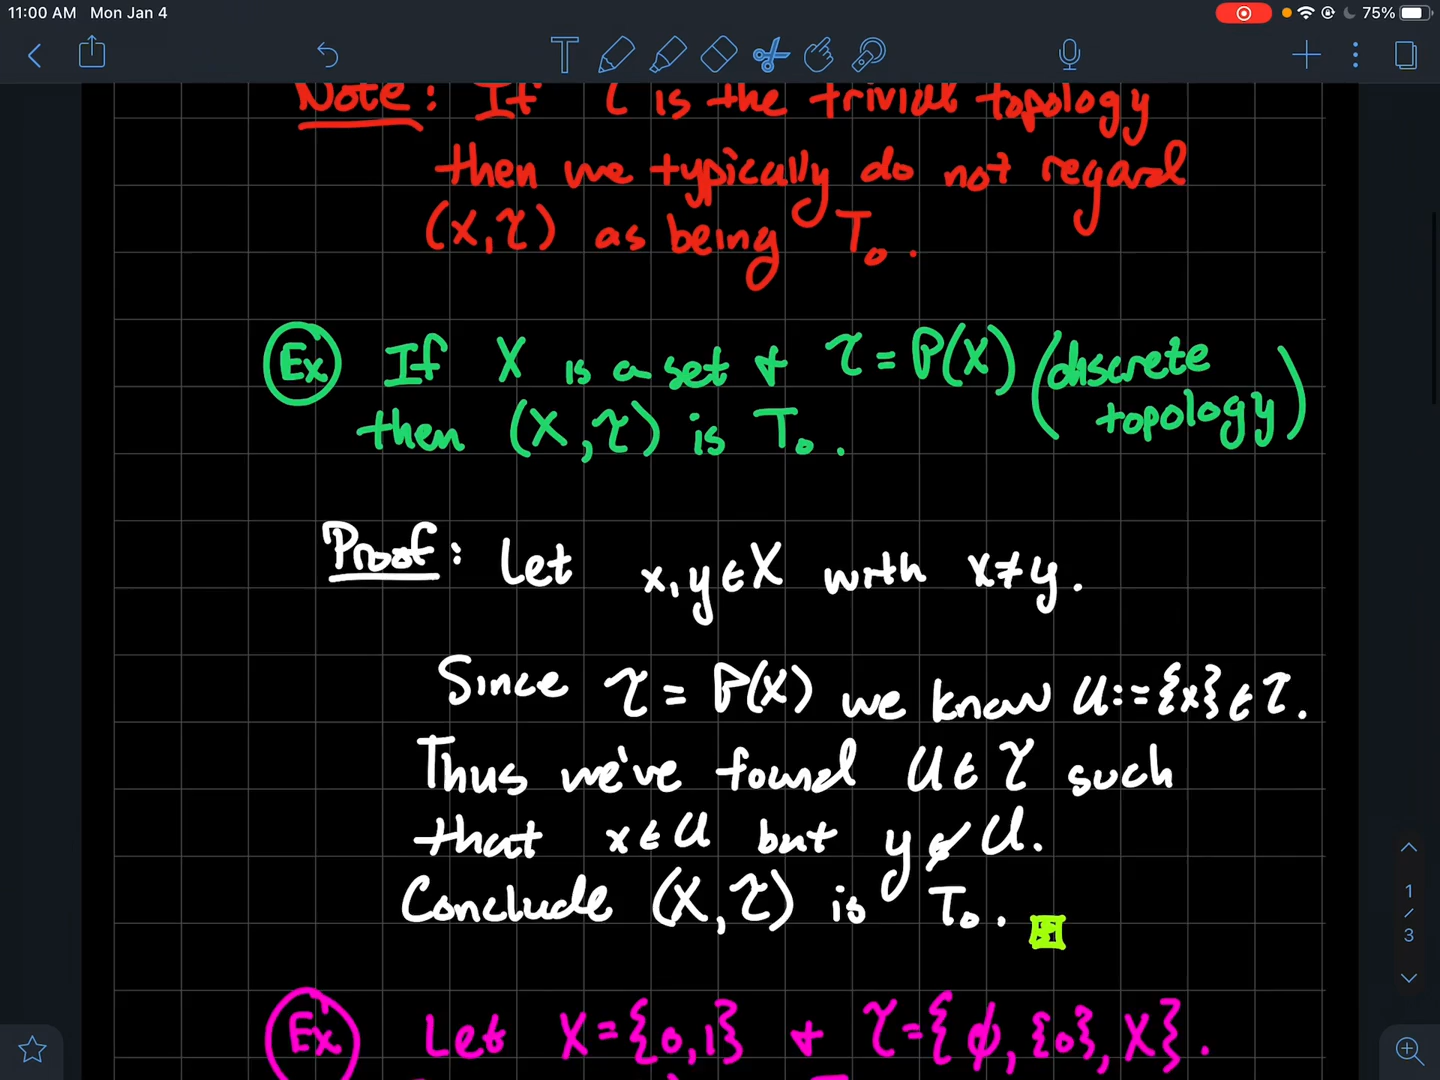 11:00 AM Mon Jan 4
75%
Note: If τ is the trivial topology
then we typically do not regard
(X,τ) as being T₀.
Ex If X is a set & τ = P(X) (discrete topology)
then (X,τ) is T₀.
Proof: Let x,y∈X with x≠y.
Since τ = P(X) we know U:={x}∈τ.
Thus we've found U∈τ such
that x∈U but y∉U.
Conclude (X,τ) is T₀.
1
/
3
Ex Let X={0,1} & τ={ϕ,{0},X}.